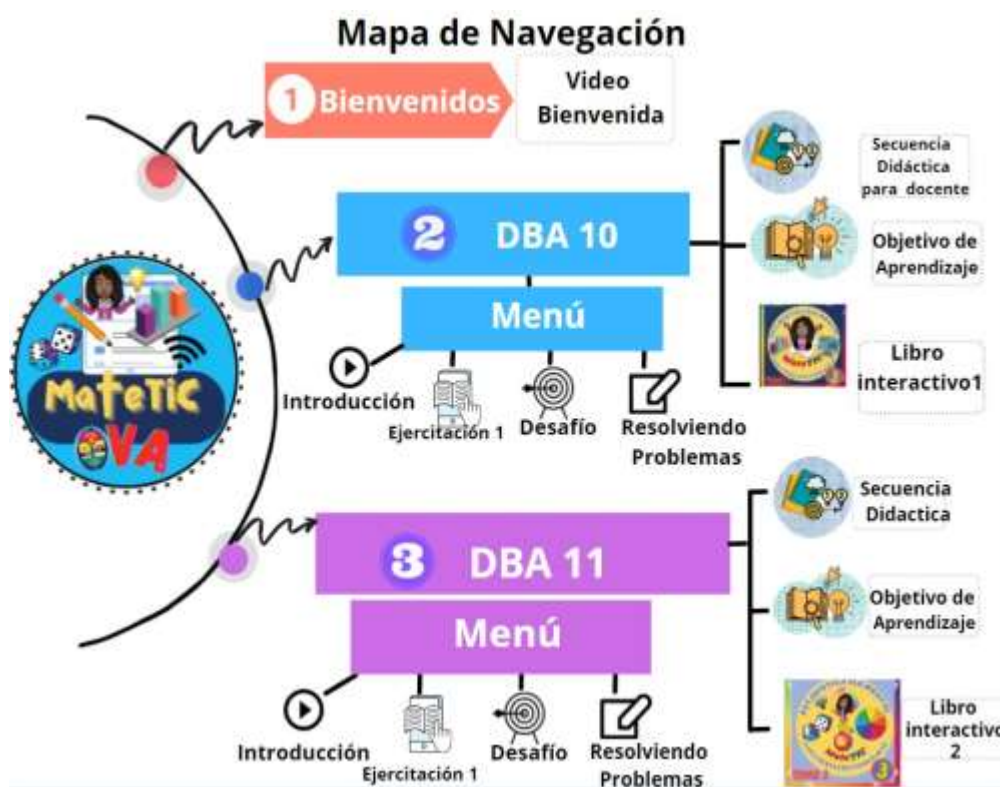 Mapa de Navegación
1 Bienvenidos
Video
Bienvenida
MateTIC
OVA
2 DBA 10
Menú
Introducción
Ejercitación 1
Desafío
Resolviendo
Problemas
Secuencia
Didáctica
para docente
Objetivo de
Aprendizaje
Libro
interactivo1
3 DBA 11
Menú
Introducción
Ejercitación 1
Desafío
Resolviendo
Problemas
Secuencia
Didactica
Objetivo de
Aprendizaje
3
Libro
interactivo
2